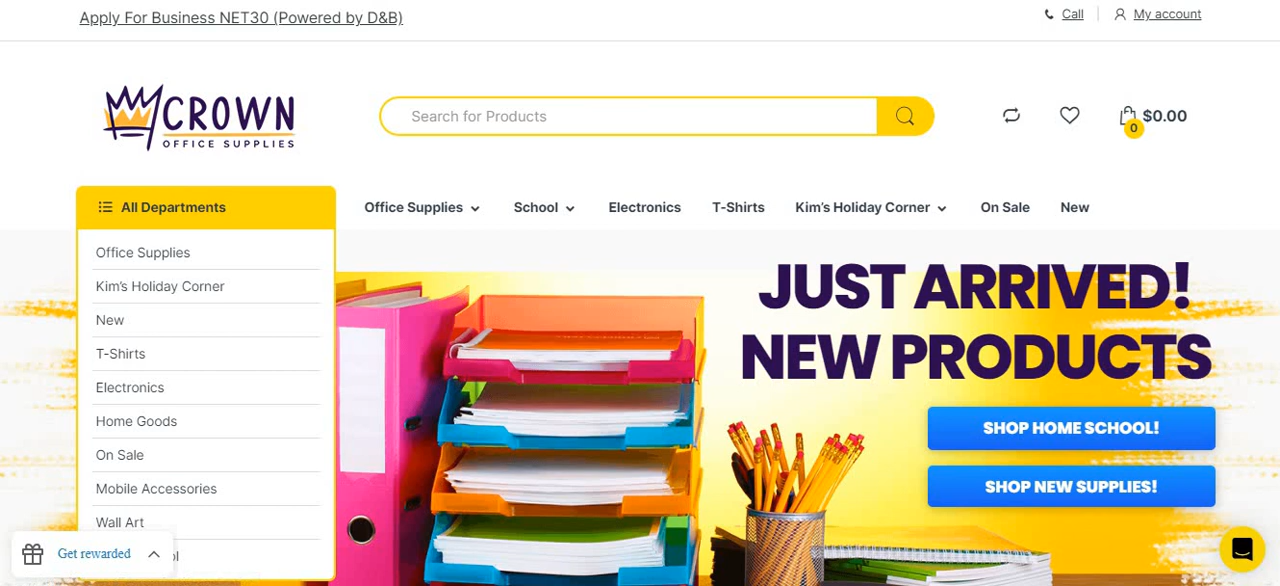 Apply For Business NET30 (Powered by D&B)
Call
My account
CROWN
OFFICE SUPPLIES
Search for Products
0
$0.00
All Departments
Office Supplies
School
Electronics
T-Shirts
Kim's Holiday Corner
On Sale
New
Office Supplies
Kim's Holiday Corner
New
T-Shirts
Electronics
Home Goods
On Sale
Mobile Accessories
Wall Art
JUST ARRIVED!
NEW PRODUCTS
SHOP HOME SCHOOL!
SHOP NEW SUPPLIES!
Get rewarded